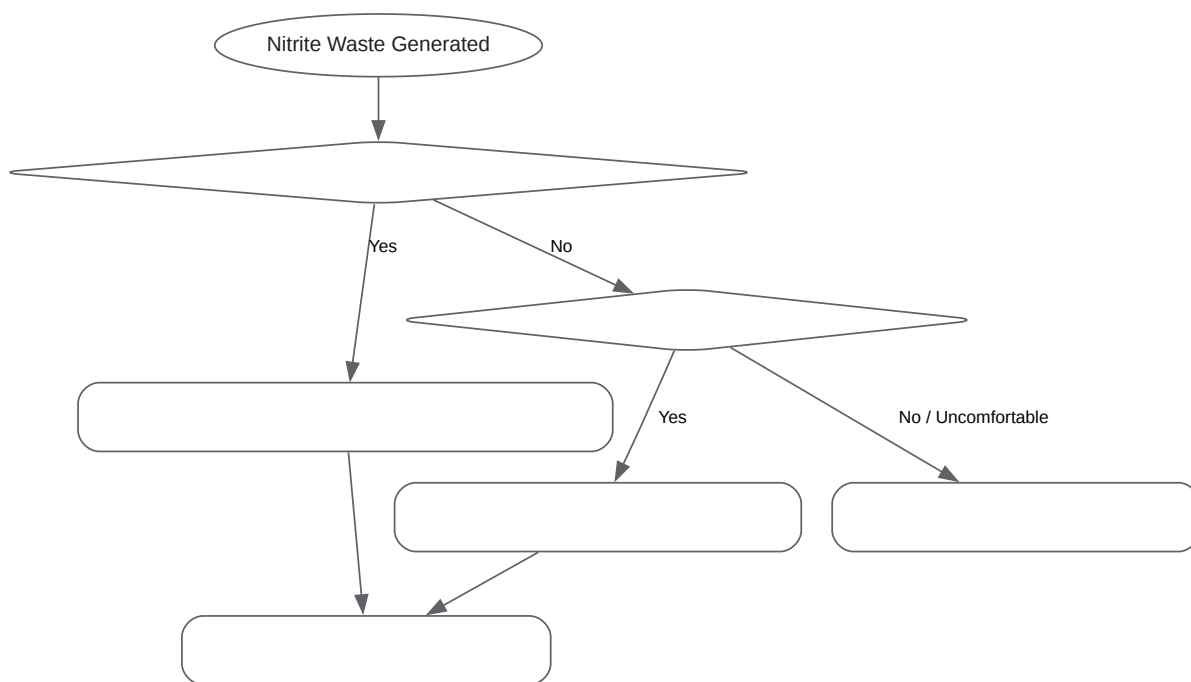 Nitrite Waste Generated
Yes
No
Yes
No / Uncomfortable